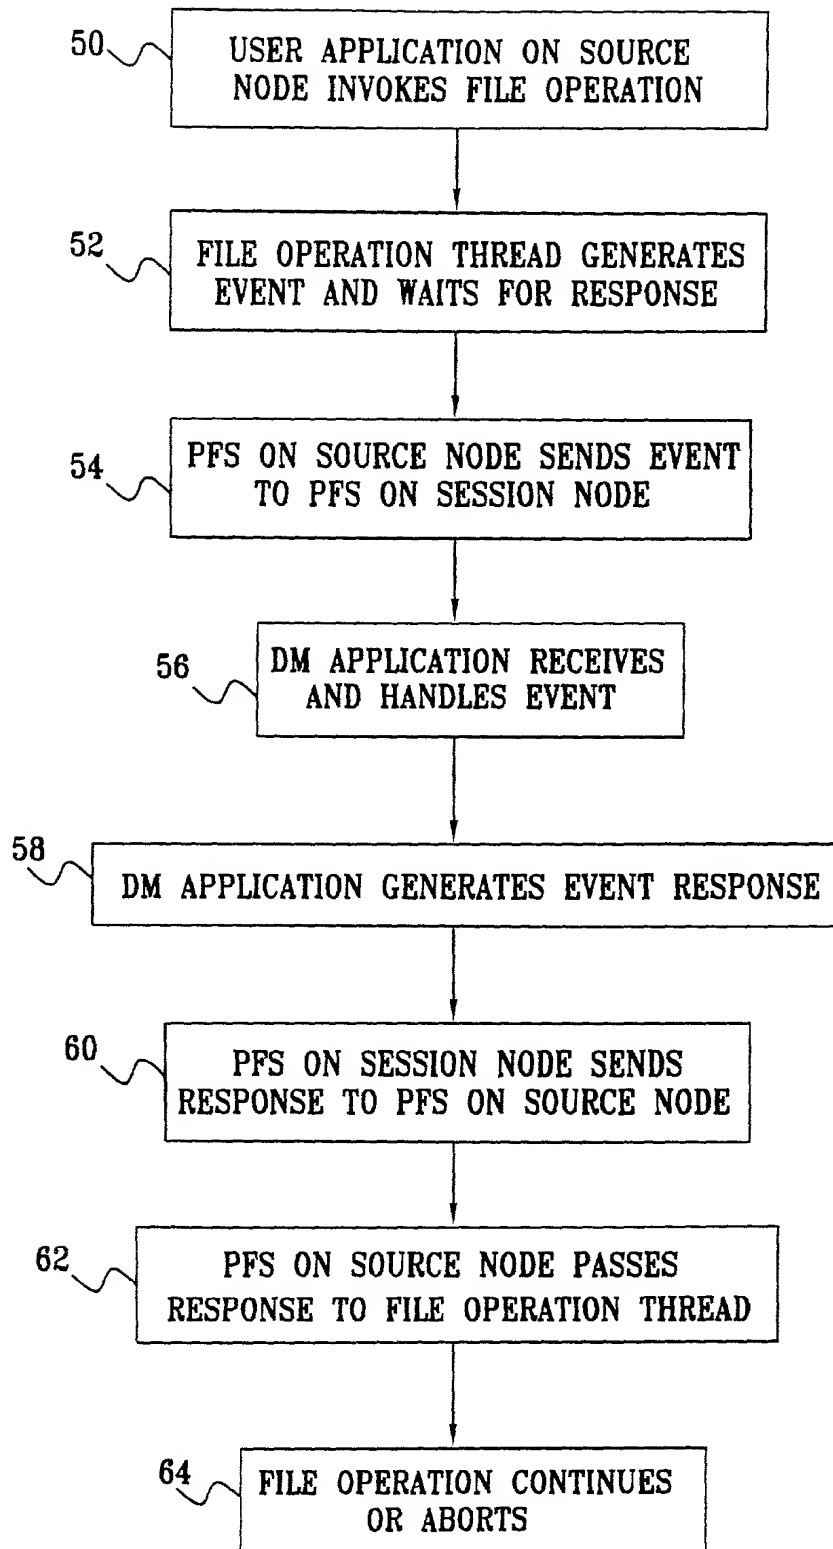 50
USER APPLICATION ON SOURCE
NODE INVOKES FILE OPERATION
52
FILE OPERATION THREAD GENERATES
EVENT AND WAITS FOR RESPONSE
54
PFS ON SOURCE NODE SENDS EVENT
TO PFS ON SESSION NODE
56
DM APPLICATION RECEIVES
AND HANDLES EVENT
58
DM APPLICATION GENERATES EVENT RESPONSE
60
PFS ON SESSION NODE SENDS
RESPONSE TO PFS ON SOURCE NODE
62
PFS ON SOURCE NODE PASSES
RESPONSE TO FILE OPERATION THREAD
64
FILE OPERATION CONTINUES
OR ABORTS